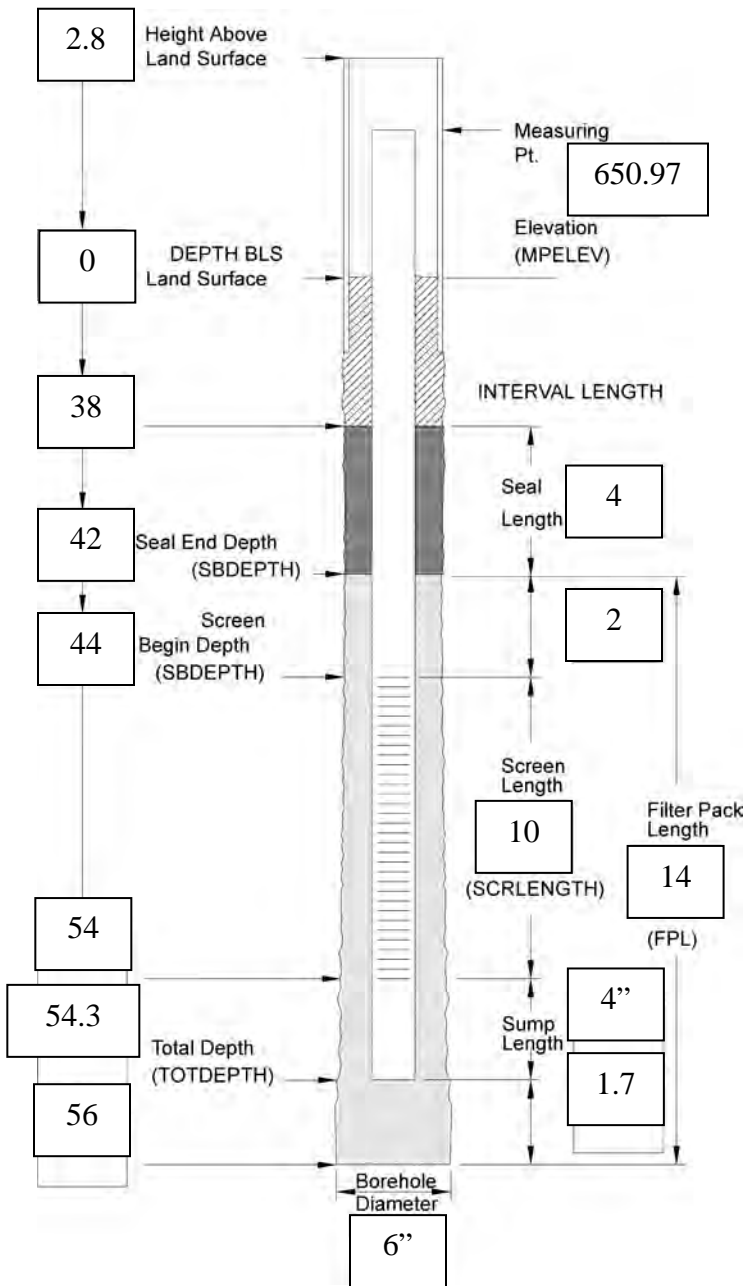 2.8
Height Above
Land Surface
Measuring
Pt.
650.97
Elevation
(MPELEV)
0
DEPTH BLS
Land Surface
38
INTERVAL LENGTH
Seal
Length
4
42
Seal End Depth
(SBDEPTH)
2
44
Screen
Begin Depth
(SBDEPTH)
Screen
Length
10
(SCRLENGTH)
Filter Pack
Length
14
(FPL)
54
54.3
4”
Sump
Length
1.7
Total Depth
(TOTDEPTH)
56
Borehole
Diameter
6”